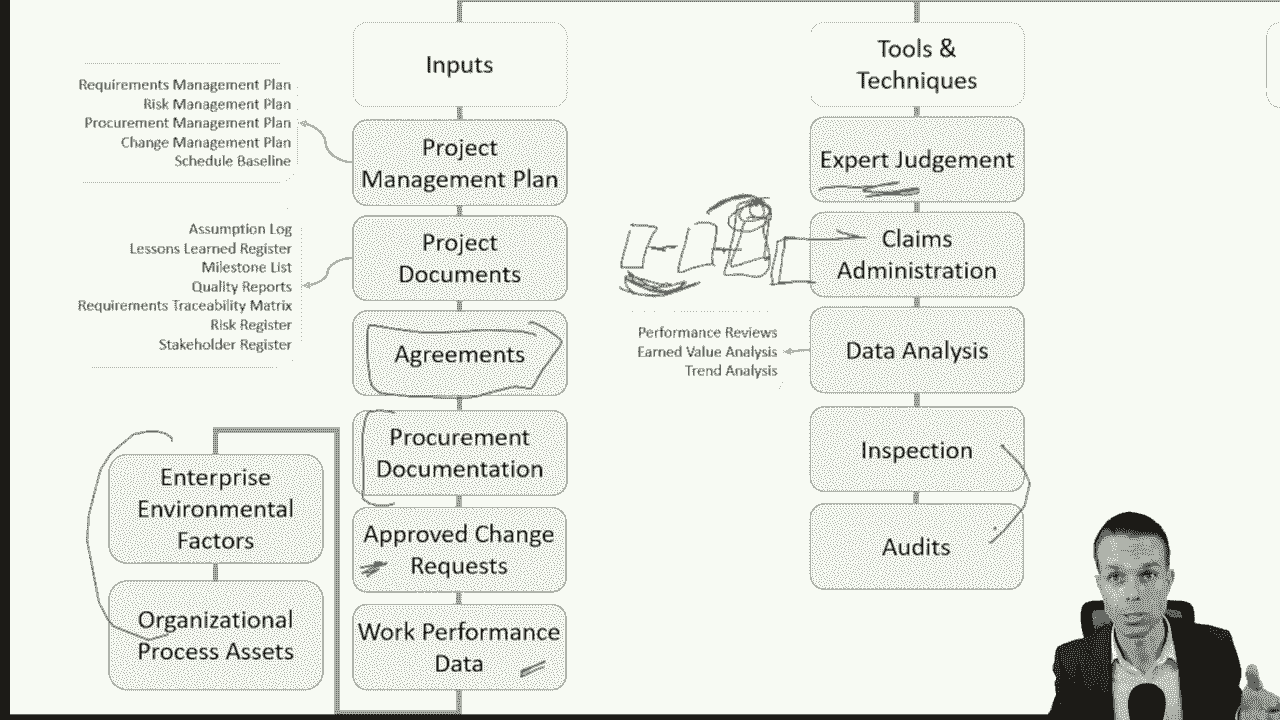 Inputs
Requirements Management Plan
Risk Management Plan
Procurement Management Plan
Change Management Plan
Schedule Baseline
Project
Management Plan
Assumption Log
Lessons Learned Register
Milestone List
Quality Reports
Requirements Traceability Matrix
Risk Register
Stakeholder Register
Project
Documents
Agreements
Procurement
Documentation
Approved Change
Requests
Work Performance
Data
Enterprise
Environmental
Factors
Organizational
Process Assets
Tools &
Techniques
Expert Judgement
Claims
Administration
Performance Reviews
Earned Value Analysis
Trend Analysis
Data Analysis
Inspection
Audits